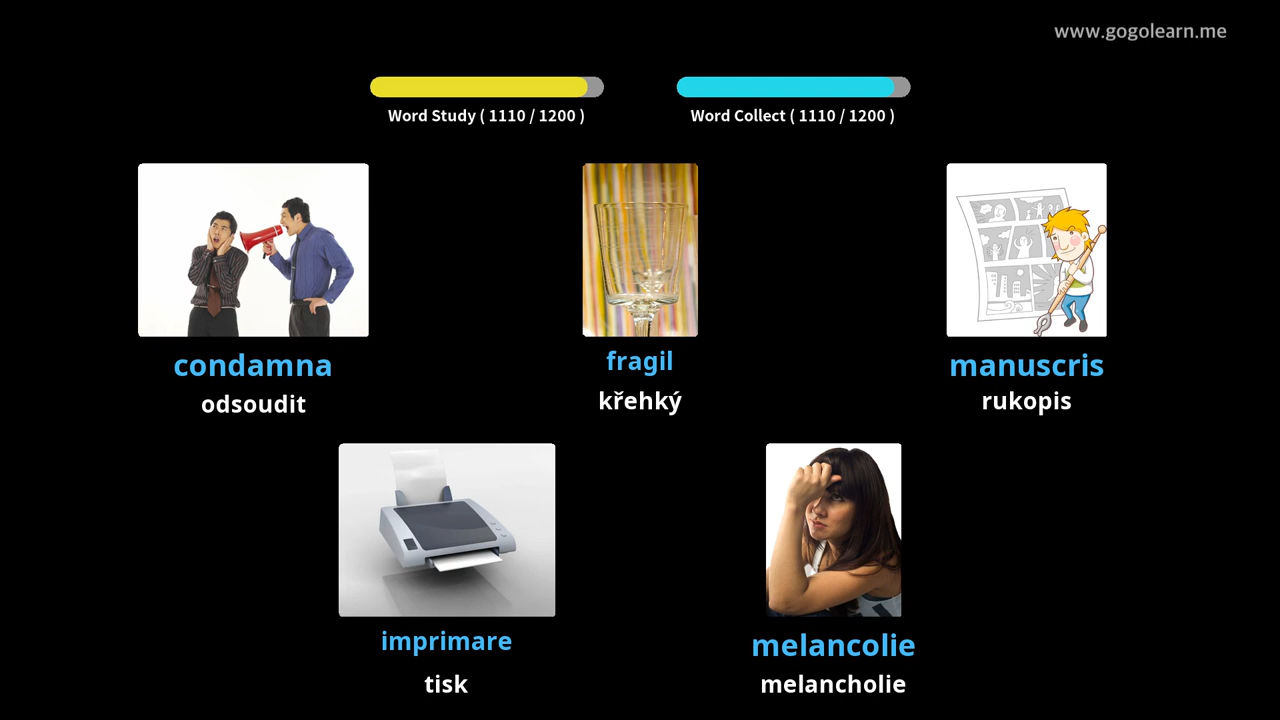 www.gogolearn.me
Word Study ( 1110 / 1200 )
Word Collect ( 1110 / 1200 )
condamna
odsoudit
fragil
křehký
manuscris
rukopis
imprimare
tisk
melancolie
melancholie